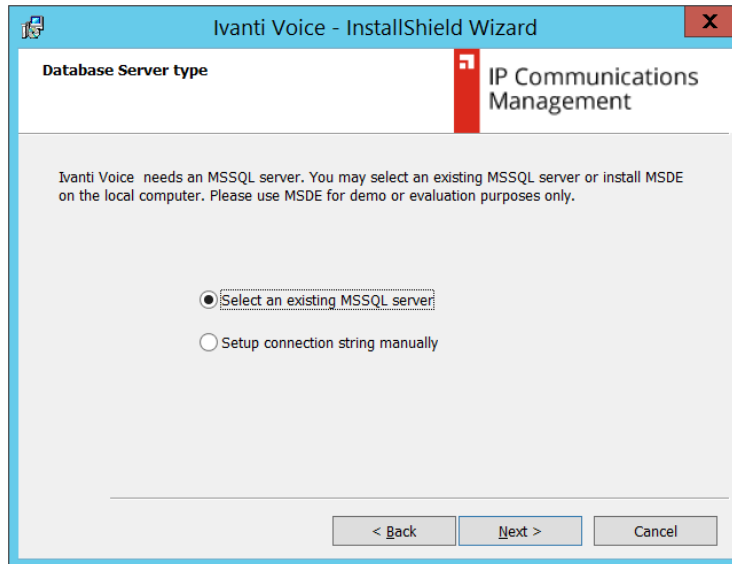 Ivanti Voice - InstallShield Wizard
X
Database Server type
IP Communications
Management
Ivanti Voice  needs an MSSQL server. You may select an existing MSSQL server or install MSDE
on the local computer. Please use MSDE for demo or evaluation purposes only.
Select an existing MSSQL server
Setup connection string manually
< Back
Next >
Cancel